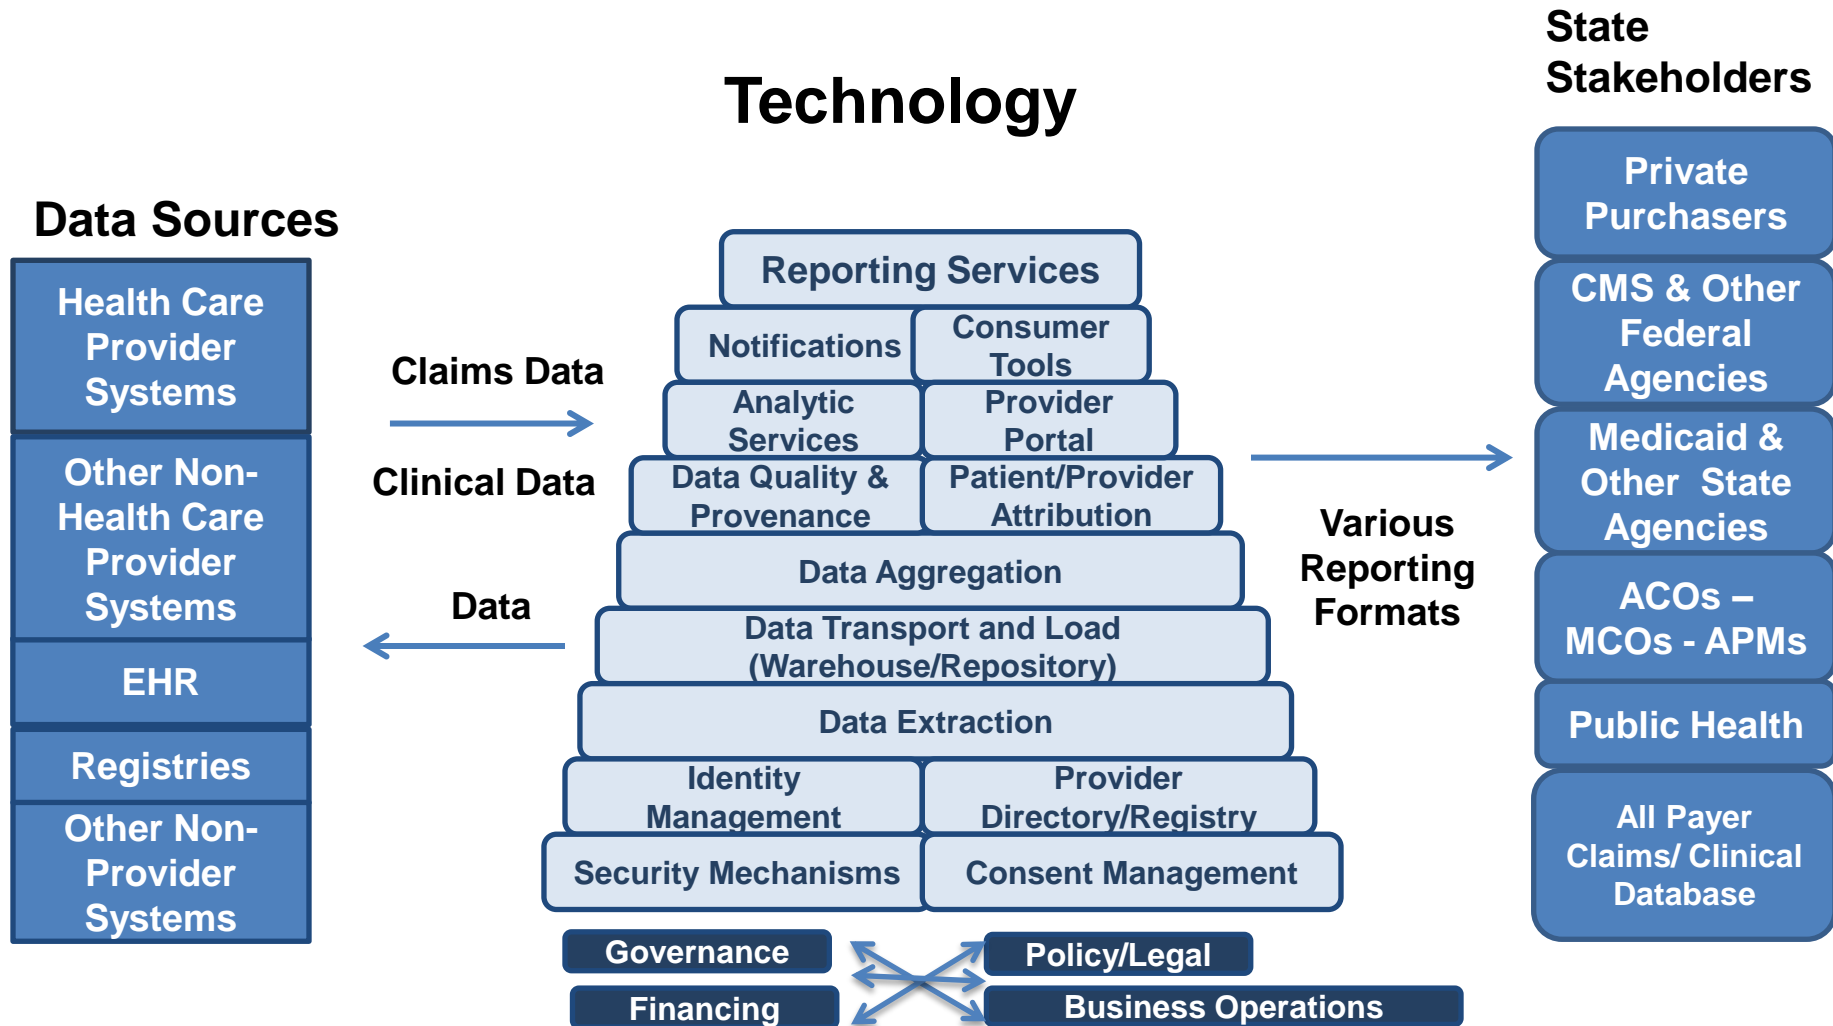 Technology
State
Stakeholders
Data Sources
Health Care
Provider
Systems
Other Non-
Health Care
Provider
Systems
EHR
Registries
Other Non-
Provider
Systems
Claims Data
Clinical Data
Data
Reporting Services
Notifications
Consumer
Tools
Analytic
Services
Provider
Portal
Data Quality &
Provenance
Patient/Provider
Attribution
Data Aggregation
Data Transport and Load
(Warehouse/Repository)
Data Extraction
Identity
Management
Provider
Directory/Registry
Security Mechanisms
Consent Management
Governance
Policy/Legal
Financing
Business Operations
Various
Reporting
Formats
Private
Purchasers
CMS & Other
Federal
Agencies
Medicaid &
Other State
Agencies
ACOs –
MCOs - APMs
Public Health
All Payer
Claims/ Clinical
Database